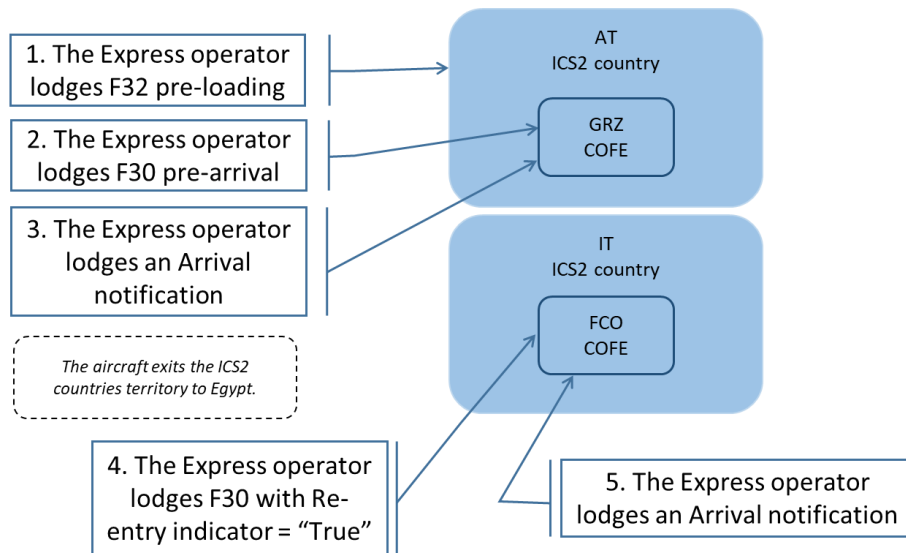 1. The Express operator
lodges F32 pre-loading
AT
ICS2 country
2. The Express operator
lodges F30 pre-arrival
GRZ
COFE
3. The Express operator
lodges an Arrival
notification
IT
ICS2 country
FCO
COFE
The aircraft exits the ICS2
countries territory to Egypt.
4. The Express operator
lodges F30 with Re-
entry indicator = “True”
5. The Express operator
lodges an Arrival notification